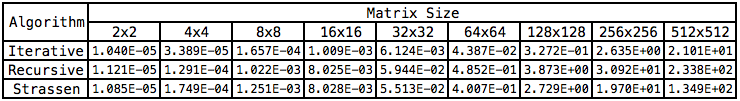 Algorithm Matrix Size
2x2 4x4 8x8 16x16 32x32 64x64 128x128 256x256 512x512
Iterative 1.040E-05 3.389E-05 1.657E-04 1.009E-03 6.124E-03 4.387E-02 3.272E-01 2.635E+00 2.101E+01
Recursive 1.121E-05 1.291E-04 1.022E-03 8.025E-03 5.944E-02 4.852E-01 3.873E+00 3.092E+01 2.338E+02
Strassen 1.085E-05 1.749E-04 1.251E-03 8.028E-03 5.513E-02 4.007E-01 2.729E+00 1.970E+01 1.349E+02